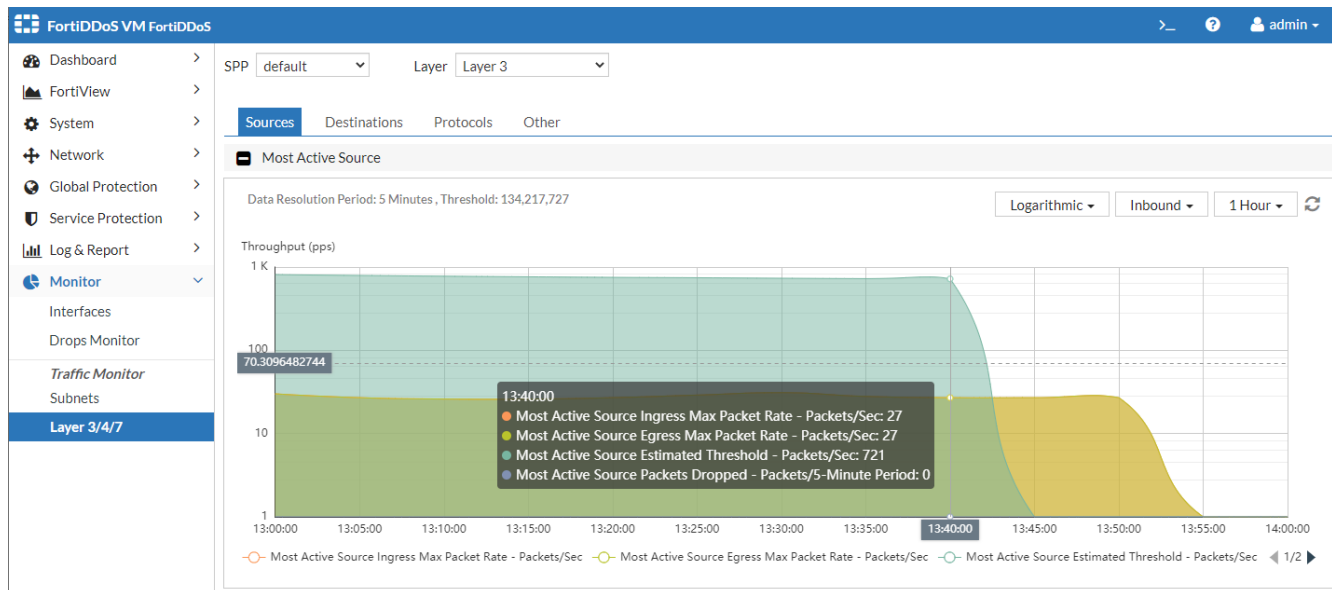 FortiDDoS VM FortiDDoS
>_ ? admin
Dashboard
FortiView
System
Network
Global Protection
Service Protection
Log & Report
Monitor
Interfaces
Drops Monitor
Traffic Monitor
Subnets
Layer 3/4/7
SPP default Layer Layer 3
Sources Destinations Protocols Other
Most Active Source
Data Resolution Period: 5 Minutes , Threshold: 134,217,727
Logarithmic Inbound 1 Hour
Throughput (pps)
1 K
100
70.3096482744
10
1
13:40:00
Most Active Source Ingress Max Packet Rate - Packets/Sec: 27
Most Active Source Egress Max Packet Rate - Packets/Sec: 27
Most Active Source Estimated Threshold - Packets/Sec: 721
Most Active Source Packets Dropped - Packets/5-Minute Period: 0
13:00:00 13:05:00 13:10:00 13:15:00 13:20:00 13:25:00 13:30:00 13:35:00 13:40:00 13:45:00 13:50:00 13:55:00 14:00:00
Most Active Source Ingress Max Packet Rate - Packets/Sec Most Active Source Egress Max Packet Rate - Packets/Sec Most Active Source Estimated Threshold - Packets/Sec 1/2